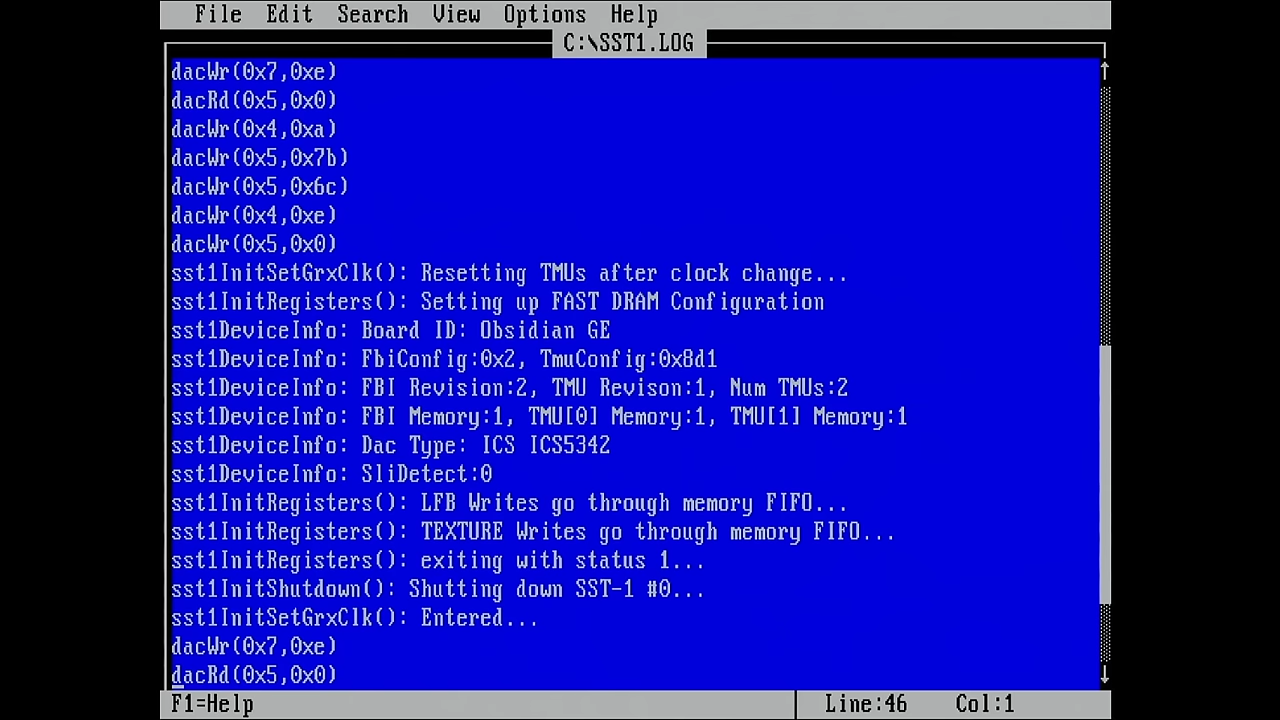 File Edit Search View Options Help
C:\SST1.LOG
dacWr(0x7,0xe)
dacRd(0x5,0x0)
dacWr(0x4,0xa)
dacWr(0x5,0x7b)
dacWr(0x5,0x6c)
dacWr(0x4,0xe)
dacWr(0x5,0x0)
sst1InitSetGrxClk(): Resetting TMUs after clock change...
sst1InitRegisters(): Setting up FAST DRAM Configuration
sst1DeviceInfo: Board ID: Obsidian GE
sst1DeviceInfo: FbiConfig:0x2, TmuConfig:0x8d1
sst1DeviceInfo: FBI Revision:2, TMU Revison:1, Num TMUs:2
sst1DeviceInfo: FBI Memory:1, TMU[0] Memory:1, TMU[1] Memory:1
sst1DeviceInfo: Dac Type: ICS ICS5342
sst1DeviceInfo: SliDetect:0
sst1InitRegisters(): LFB Writes go through memory FIFO...
sst1InitRegisters(): TEXTURE Writes go through memory FIFO...
sst1InitRegisters(): exiting with status 1...
sst1InitShutdown(): Shutting down SST-1 #0...
sst1InitSetGrxClk(): Entered...
dacWr(0x7,0xe)
dacRd(0x5,0x0)
F1=Help Line:46 Col:1